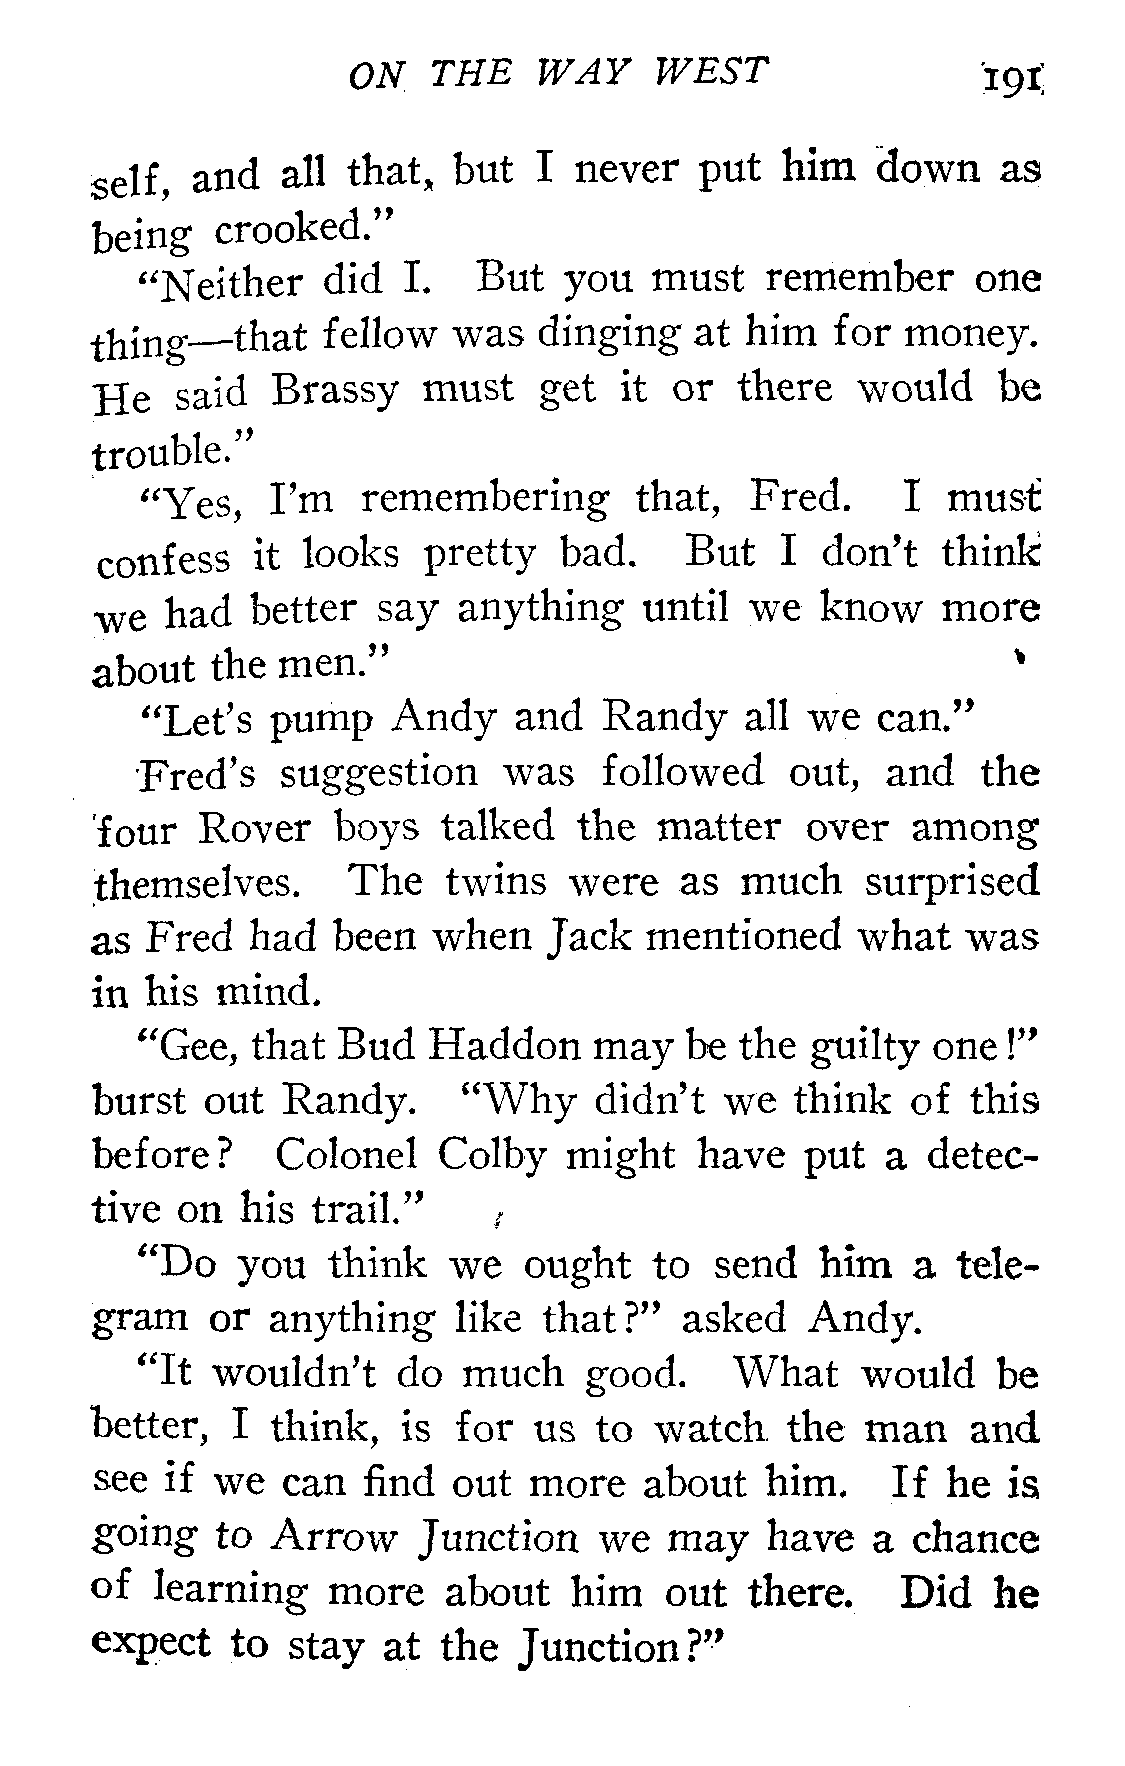 ON THE WAY WEST 191
self, and all that, but I never put him down as
being crooked."
"Neither did I. But you must remember one
thing—that fellow was dinging at him for money.
He said Brassy must get it or there would be
trouble."
"Yes, I'm remembering that, Fred. I must
confess it looks pretty bad. But I don't think
we had better say anything until we know more
about the men."
"Let's pump Andy and Randy all we can."
Fred's suggestion was followed out, and the
four Rover boys talked the matter over among
themselves. The twins were as much surprised
as Fred had been when Jack mentioned what was
in his mind.
"Gee, that Bud Haddon may be the guilty one!"
burst out Randy. "Why didn't we think of this
before? Colonel Colby might have put a detec-
tive on his trail."
"Do you think we ought to send him a tele-
gram or anything like that?" asked Andy.
"It wouldn't do much good. What would be
better, I think, is for us to watch the man and
see if we can find out more about him. If he is
going to Arrow Junction we may have a chance
of learning more about him out there. Did he
expect to stay at the Junction?"